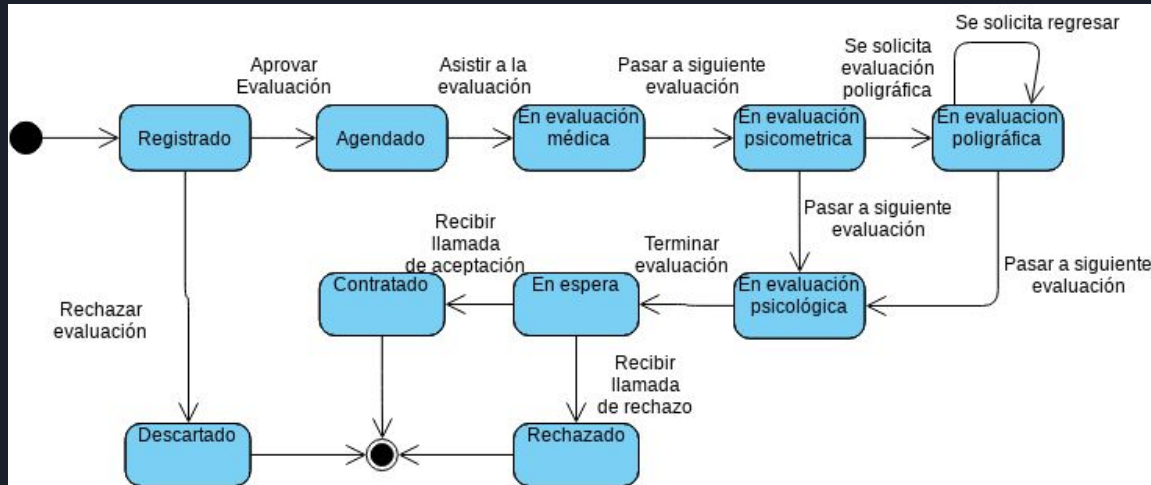 Se solicita regresar
Aprovar
Evaluación
Asistir a la
evaluación
Pasar a siguiente
evaluación
Se solicita
evaluación
poligráfica
Registrado
Agendado
En evaluación
médica
En evaluación
psicometrica
En evaluacion
poligráfica
Pasar a siguiente
evaluación
Recibir
llamada
de aceptación
Terminar
evaluación
Pasar a siguiente
evaluación
Contratado
En espera
En evaluación
psicológica
Rechazar
evaluación
Recibir
llamada
de rechazo
Descartado
Rechazado